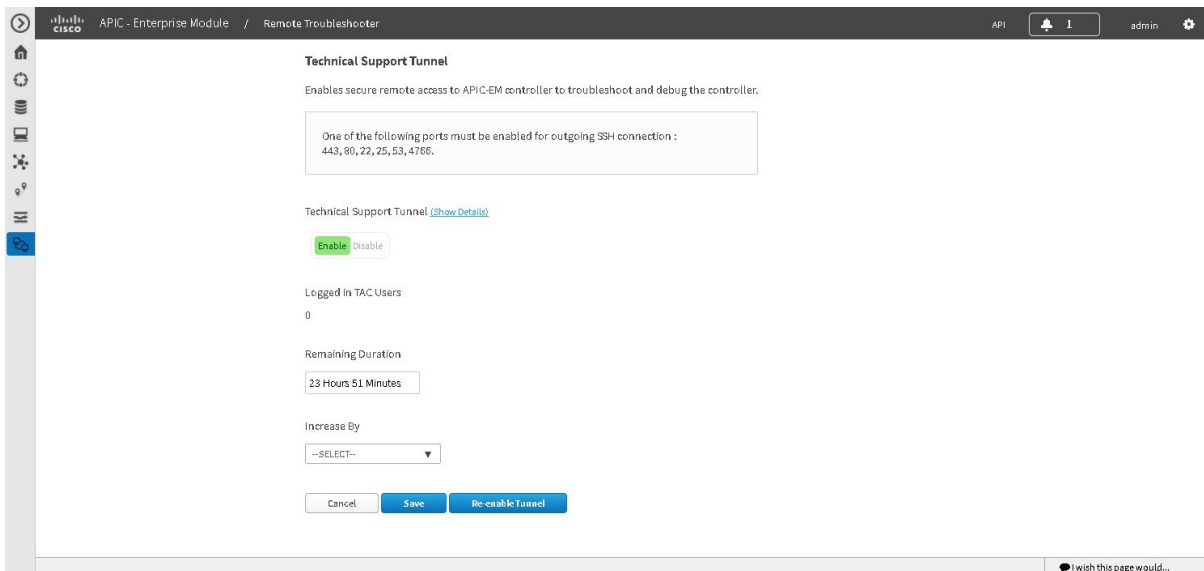 CISCO APIC - Enterprise Module / Remote Troubleshooter API 1 admin
Technical Support Tunnel
Enables secure remote access to APIC-EM controller to troubleshoot and debug the controller.
One of the following ports must be enabled for outgoing SSH connection :
443, 80, 22, 25, 53, 4766.
Technical Support Tunnel (Show Details)
Enable Disable
Logged in TAC Users
0
Remaining Duration
23 Hours 51 Minutes
Increase By
--SELECT--
Cancel Save Re-enable Tunnel
I wish this page would...